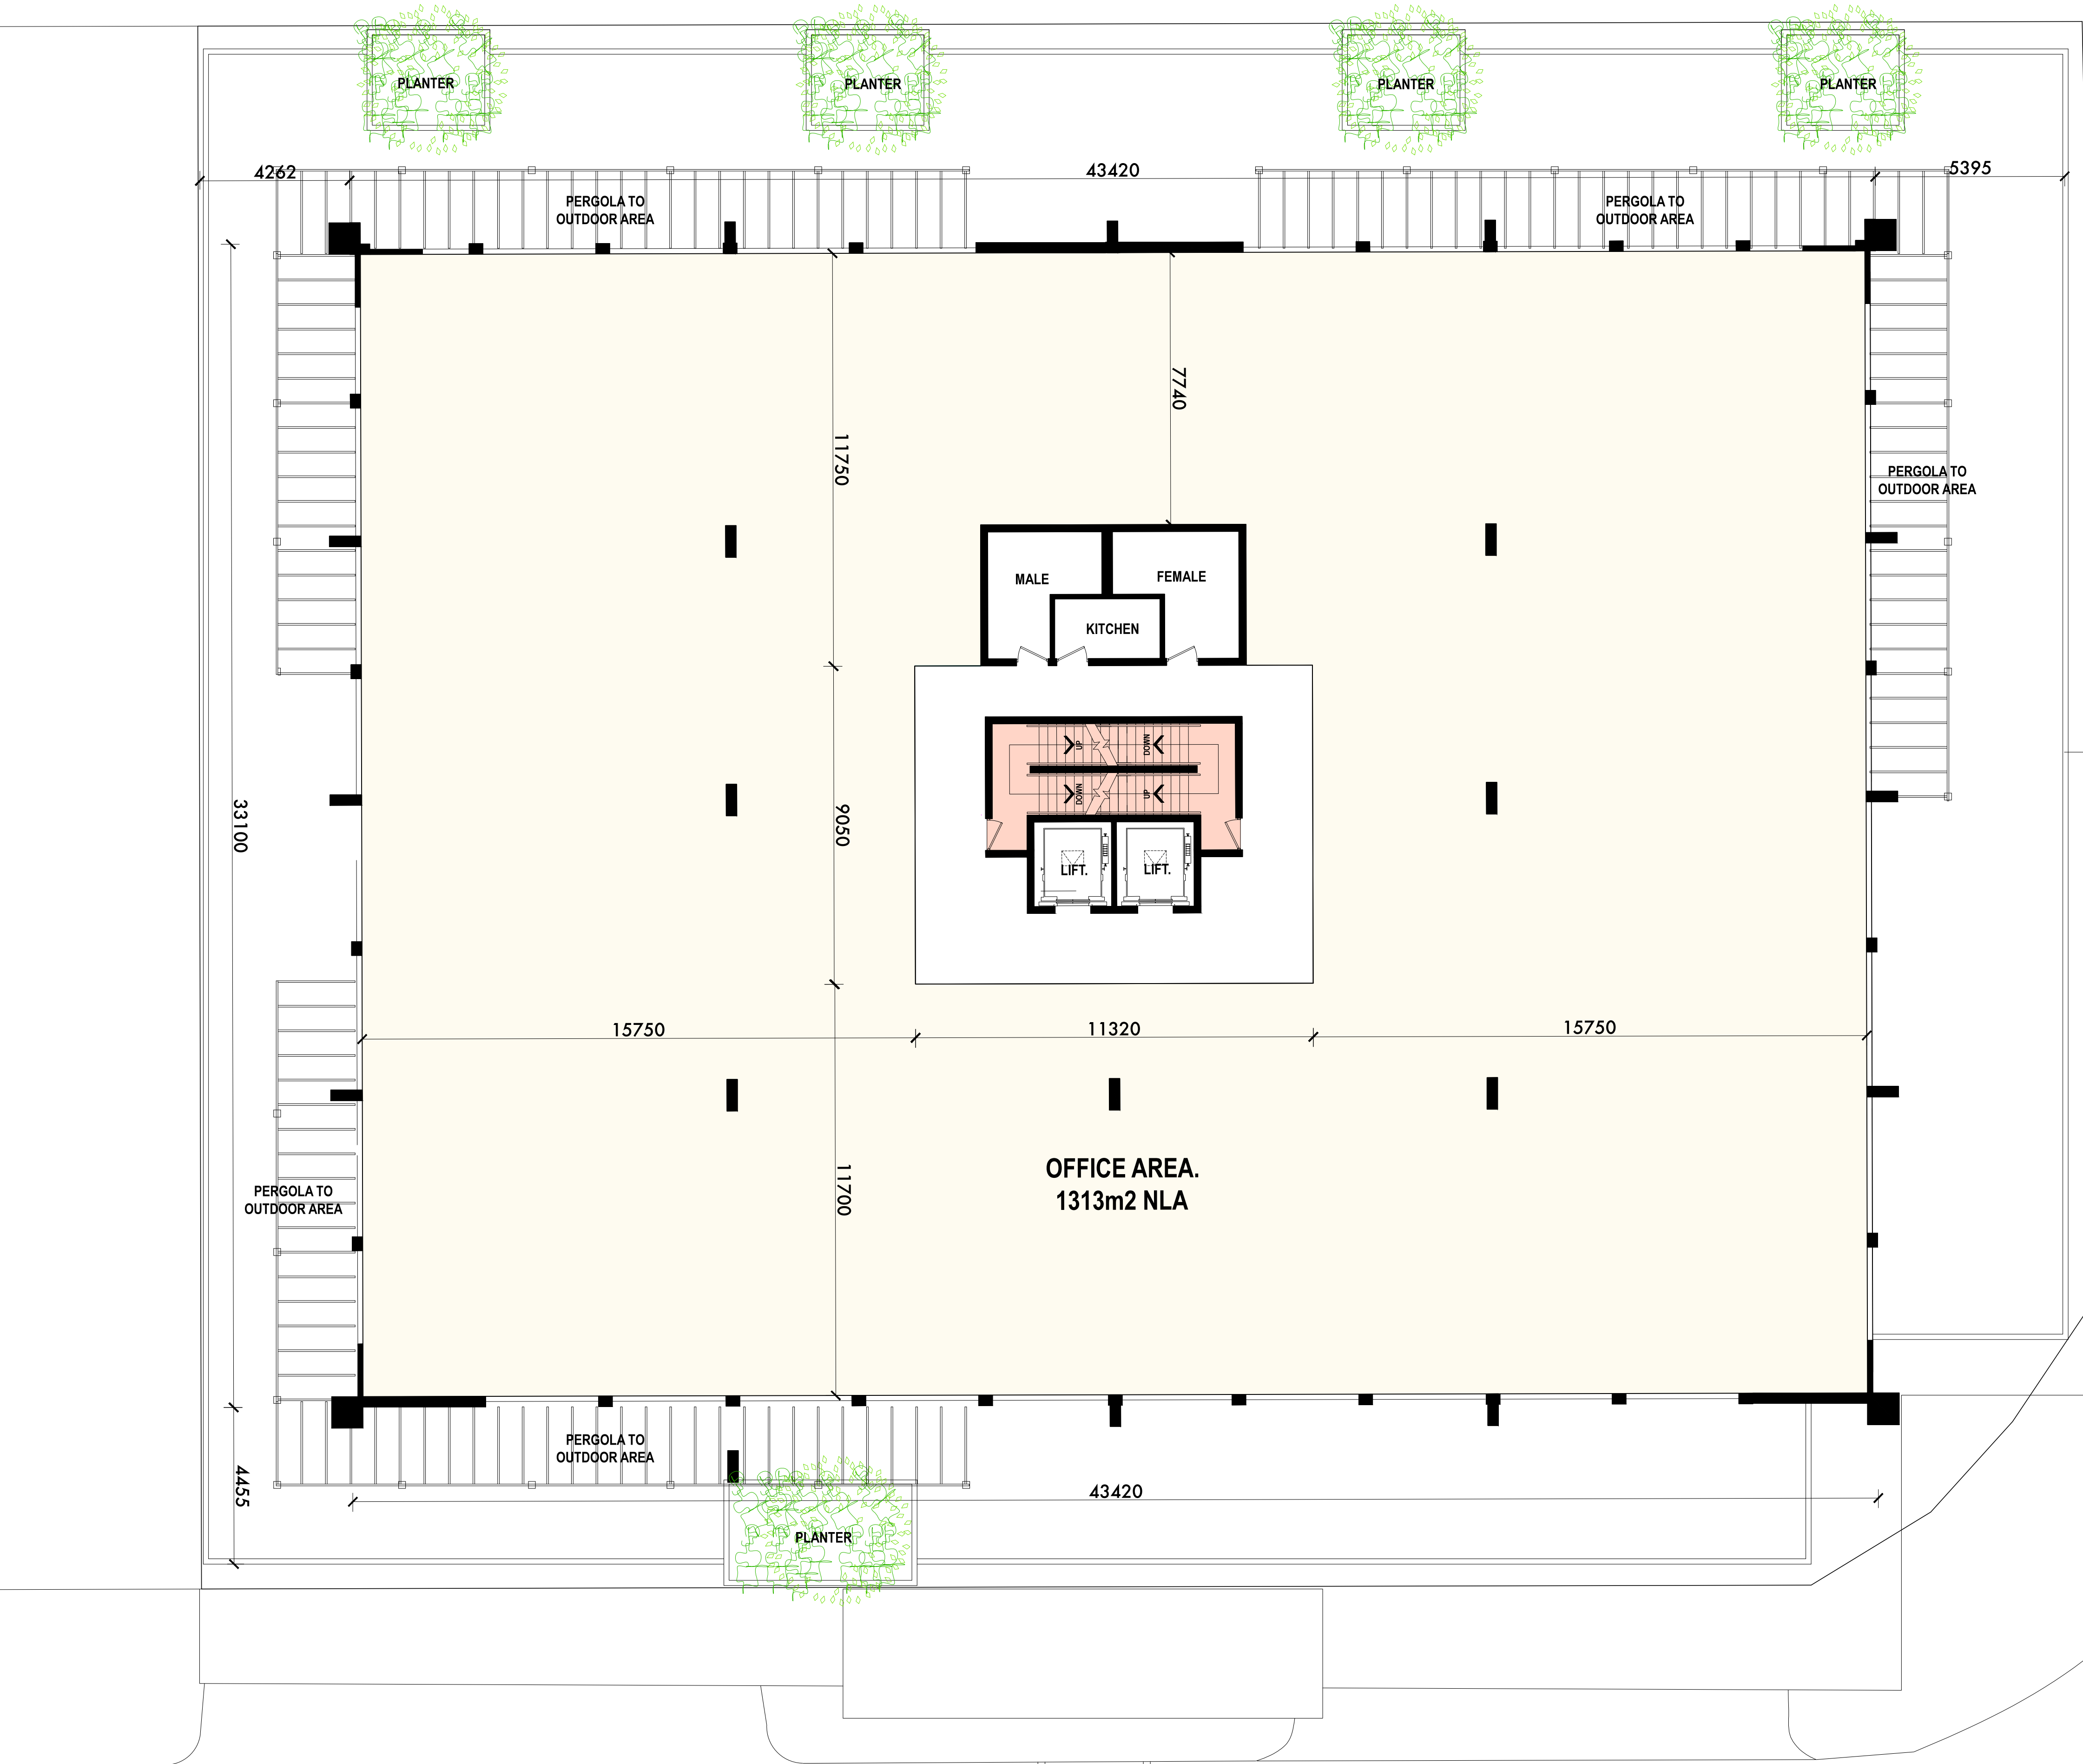 PLANTER
PLANTER
PLANTER
PLANTER
4262
43420
5395
PERGOLA TO
OUTDOOR AREA
PERGOLA TO
OUTDOOR AREA
7740
11750
PERGOLA TO
OUTDOOR AREA
MALE
FEMALE
KITCHEN
UP
DOWN
DOWN
UP
33100
9050
LIFT.
LIFT.
15750
11320
15750
OFFICE AREA.
1313m2 NLA
11700
PERGOLA TO
OUTDOOR AREA
PERGOLA TO
OUTDOOR AREA
4455
43420
PLANTER